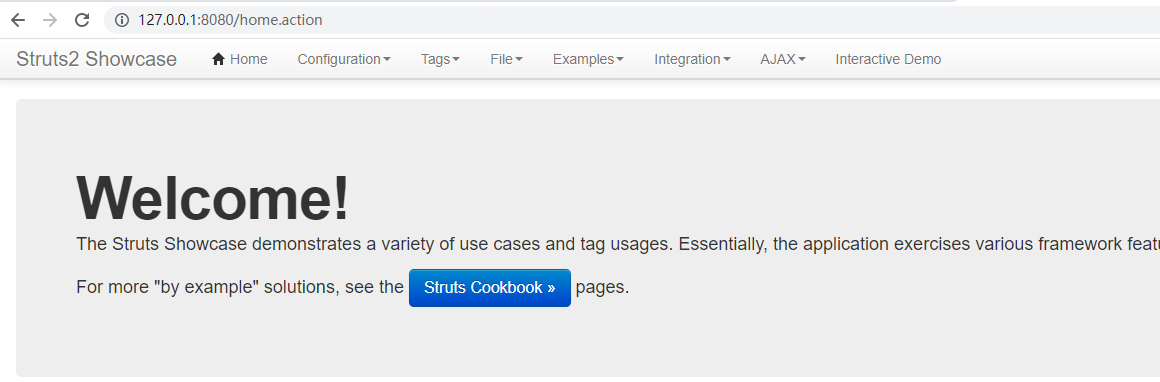 127.0.0.1:8080/home.action
Struts2 Showcase Home Configuration Tags File Examples Integration AJAX Interactive Demo
Welcome!
The Struts Showcase demonstrates a variety of use cases and tag usages. Essentially, the application exercises various framework
For more "by example" solutions, see the Struts Cookbook » pages.